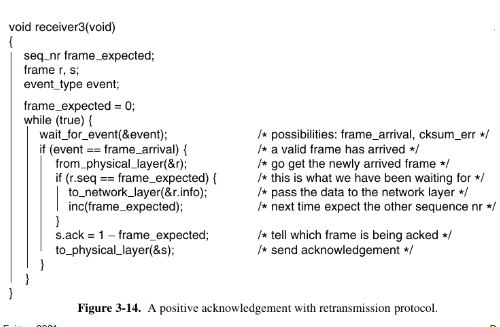 void receiver3(void)
{
seq_nr frame_expected;
frame r, s;
event_type event;
frame_expected = 0;
while (true) {
wait_for_event(&event); /* possibilities: frame_arrival, cksum_err */
if (event == frame_arrival) { /* a valid frame has arrived */
from_physical_layer(&r); /* go get the newly arrived frame */
if (r.seq == frame_expected) { /* this is what we have been waiting for */
to_network_layer(&r.info); /* pass the data to the network layer */
inc(frame_expected); /* next time expect the other sequence nr */
}
s.ack = 1 − frame_expected; /* tell which frame is being acked */
to_physical_layer(&s); /* send acknowledgement */
}
}
}
Figure 3-14. A positive acknowledgement with retransmission protocol.